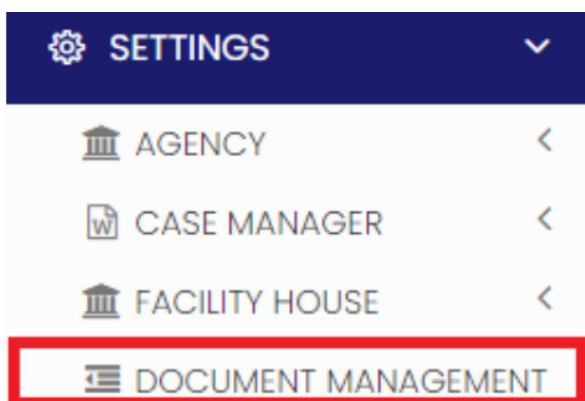 SETTINGS
AGENCY
CASE MANAGER
FACILITY HOUSE
DOCUMENT MANAGEMENT